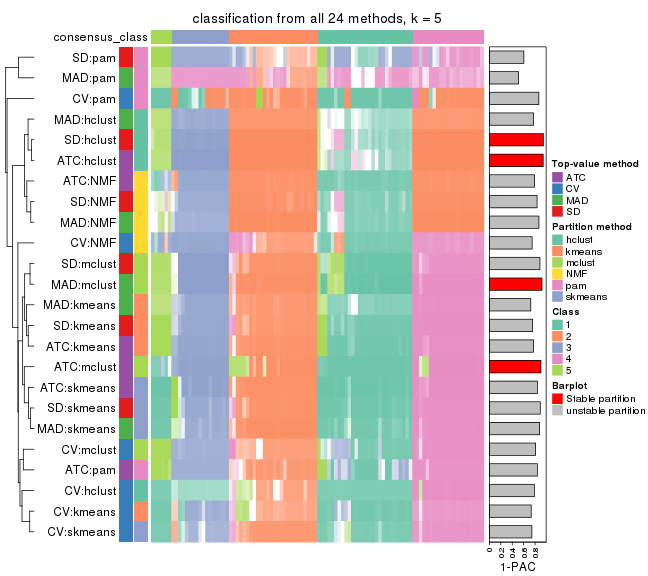 classification from all 24 methods, k = 5
consensus_class
SD:pam
MAD:pam
CV:pam
MAD:hclust
SD:hclust
ATC:hclust
ATC:NMF
SD:NMF
MAD:NMF
CV:NMF
SD:mclust
MAD:mclust
MAD:kmeans
SD:kmeans
ATC:kmeans
ATC:mclust
ATC:skmeans
SD:skmeans
MAD:skmeans
CV:mclust
ATC:pam
CV:hclust
CV:kmeans
CV:skmeans
0
0.2
0.4
0.6
0.8
1-PAC
Top-value method
ATC
CV
MAD
SD
Partition method
hclust
kmeans
mclust
NMF
pam
skmeans
Class
1
2
3
4
5
Barplot
Stable partition
unstable partition